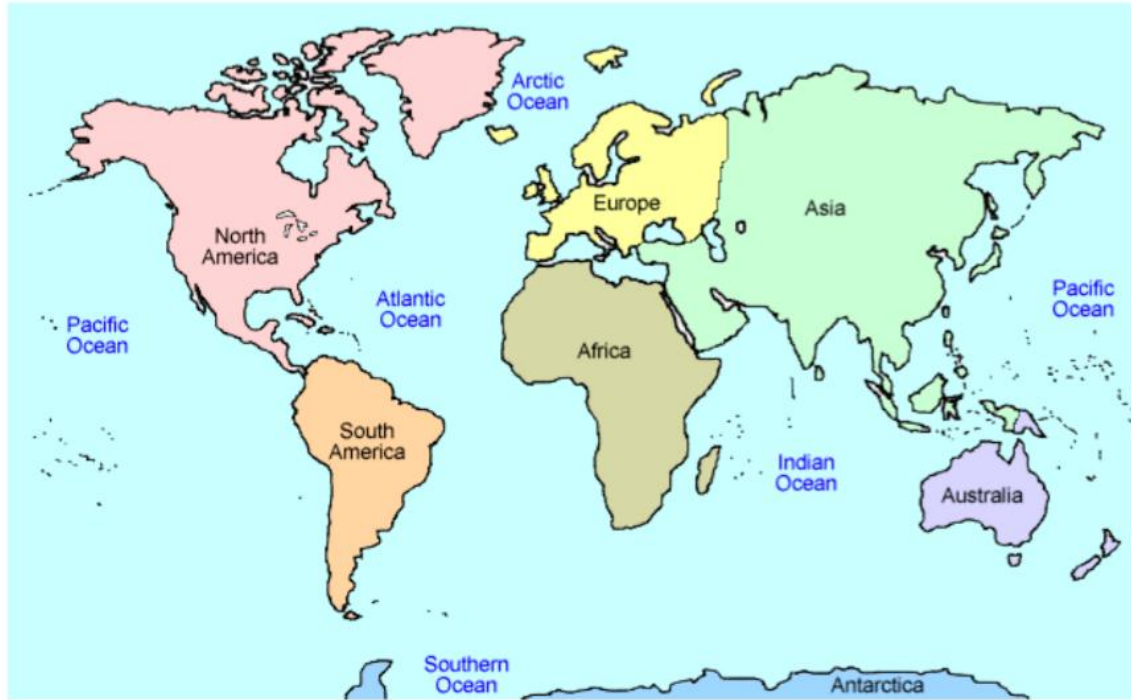 Arctic
Ocean
Europe
Asia
North
America
Atlantic
Ocean
Pacific
Ocean
Pacific
Ocean
Africa
South
America
Indian
Ocean
Australia
Southern
Ocean
Antarctica